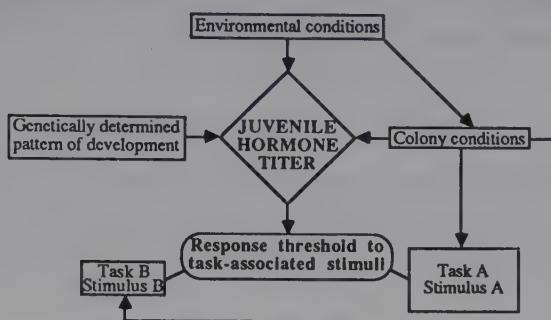 Environmental conditions
Genetically determined
pattern of development
JUVENILE
HORMONE
TITER
Colony conditions
Response threshold to
task-associated stimuli
Task B
Stimulus B
Task A
Stimulus A